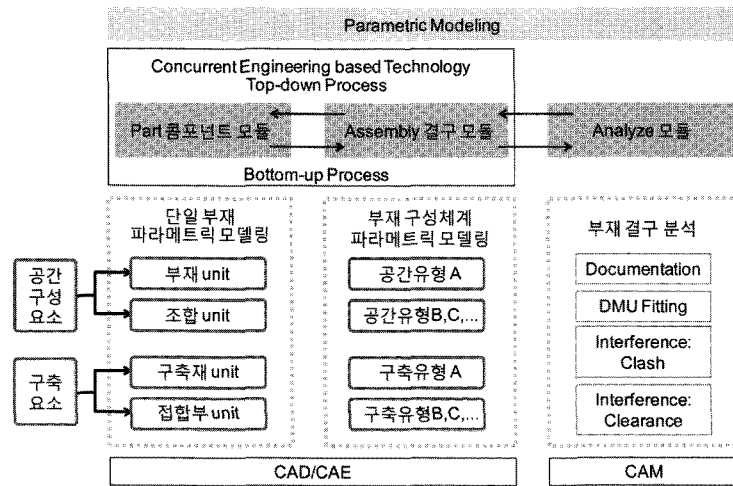 Parametric Modeling
Concurrent Engineering based Technology
Top-down Process
Part 콤포넌트 모듈
Assembly 결구 모듈
Analyze 모듈
Bottom-up Process
단일 부재
파라메트릭 모델링
부재 구성체계
파라메트릭 모델링
부재 결구 분석
공간
구성
요소
부재 unit
조합 unit
공간유형 A
공간유형B,C,...
Documentation
DMU Fitting
Interference:
Clash
구축
요소
구축재 unit
접합부 unit
구축유형 A
구축유형B,C,...
Interference:
Clearance
CAD/CAE
CAM